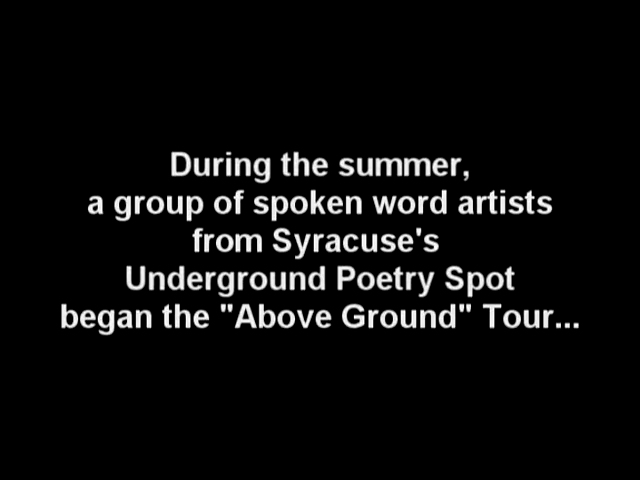 During the summer,
a group of spoken word artists
from Syracuse's
Underground Poetry Spot
began the "Above Ground" Tour...